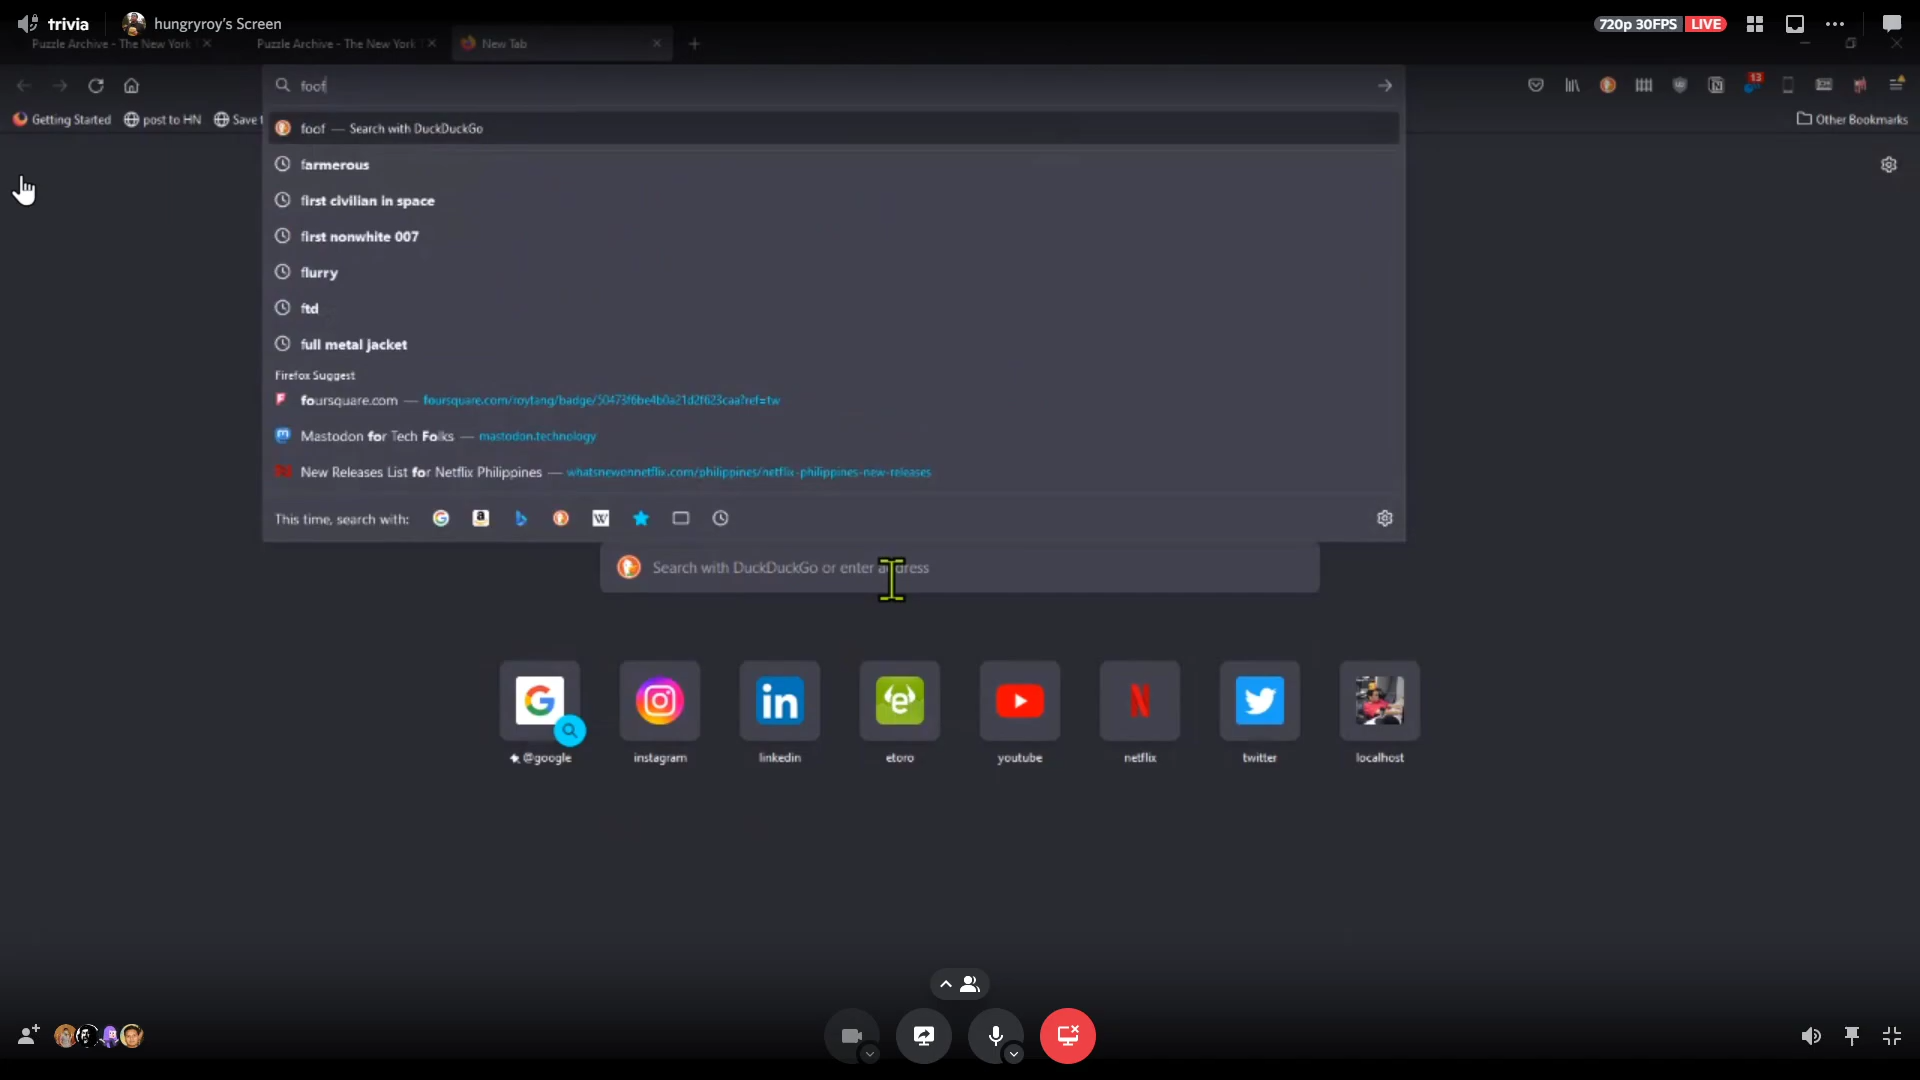 trivia hungryroy's Screen 720p 30FPS LIVE
Puzzle Archive - The New York Puzzle Archive - The New York New Tab
foof
13
Getting Started post to HN Save t Other Bookmarks
foof — Search with DuckDuckGo
farmerous
first civilian in space
first nonwhite 007
flurry
ftd
full metal jacket
Firefox Suggest
foursquare.com — foursquare.com/roytang/badge/50473f6be4b0a21d2f623caa?ref=tw
Mastodon for Tech Folks — mastodon.technology
New Releases List for Netflix Philippines — whatsnewonnetflix.com/philippines/netflix-philippines-new-releases
This time, search with:
Search with DuckDuckGo or enter address
@google instagram linkedin etoro youtube netflix twitter localhost